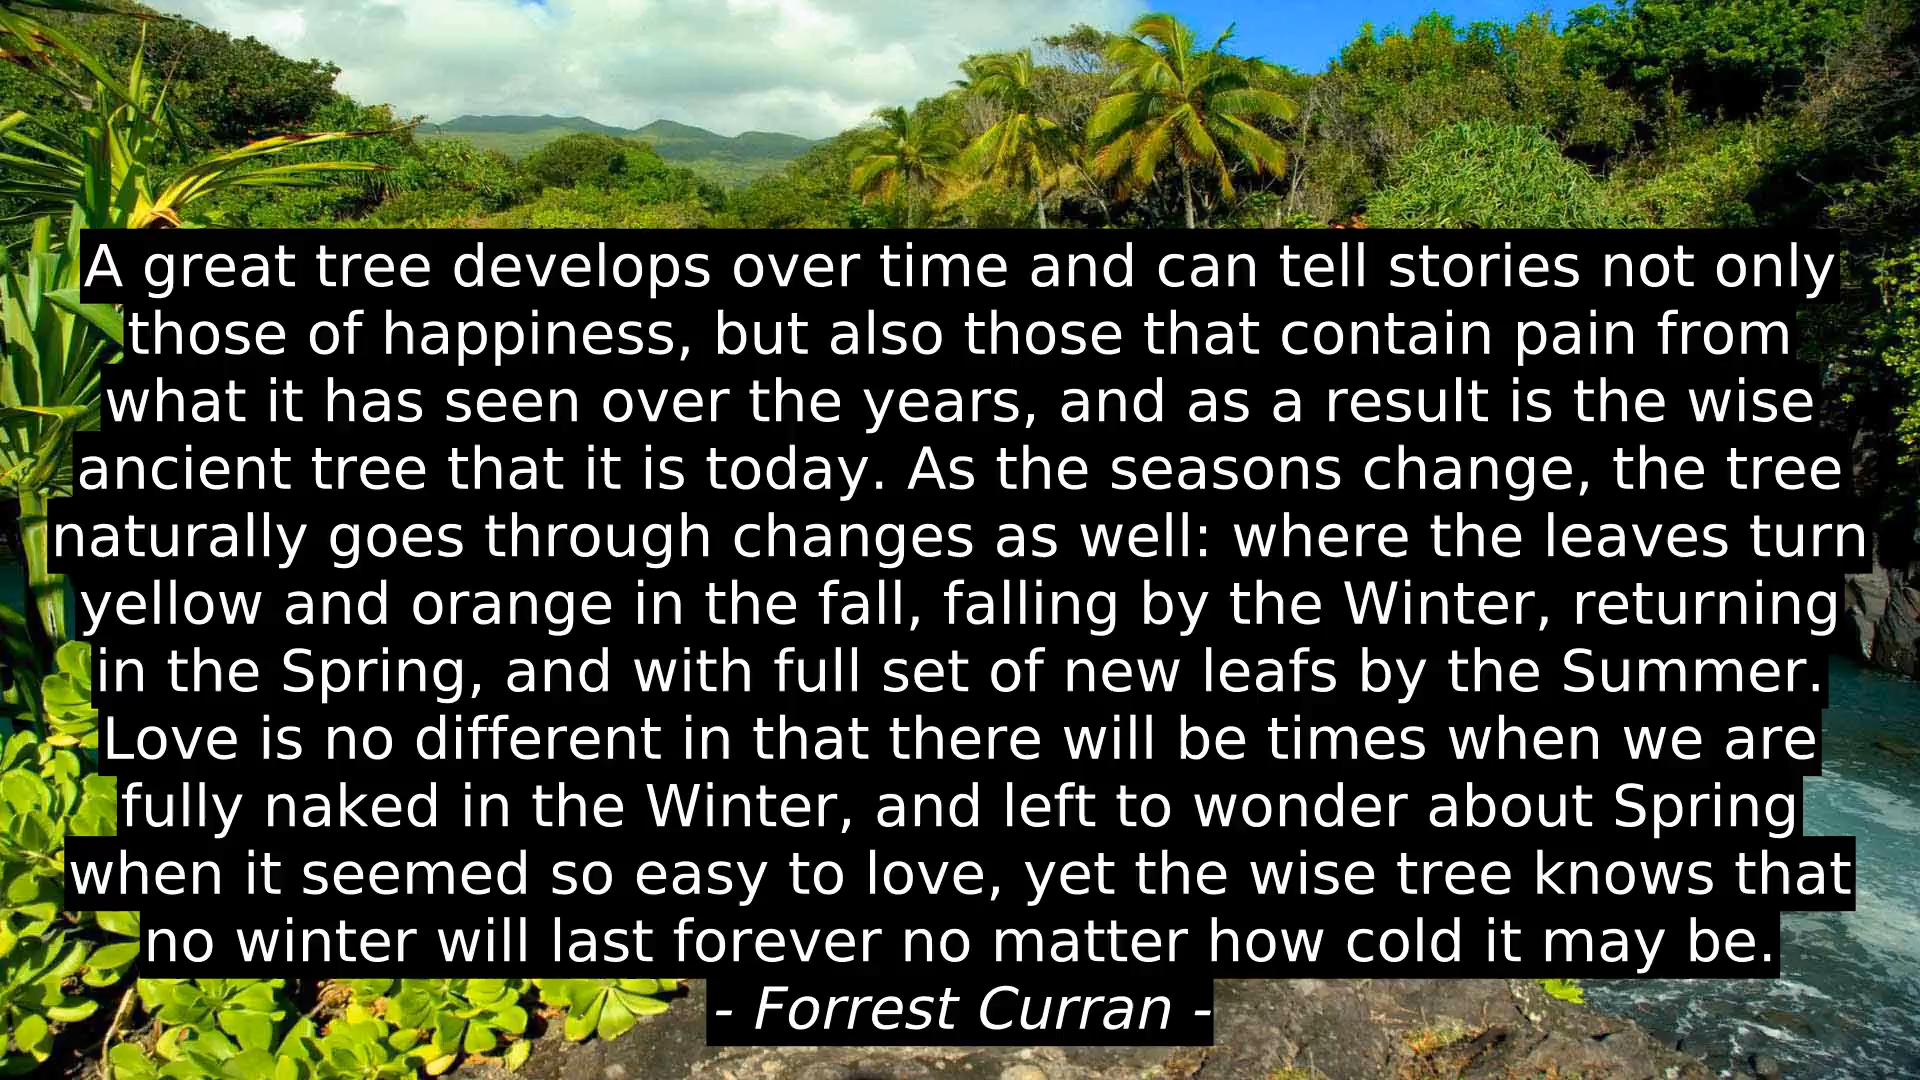 A great tree develops over time and can tell stories not only
those of happiness, but also those that contain pain from
what it has seen over the years, and as a result is the wise
ancient tree that it is today. As the seasons change, the tree
naturally goes through changes as well: where the leaves turn
yellow and orange in the fall, falling by the Winter, returning
in the Spring, and with full set of new leafs by the Summer.
Love is no different in that there will be times when we are
fully naked in the Winter, and left to wonder about Spring
when it seemed so easy to love, yet the wise tree knows that
no winter will last forever no matter how cold it may be.
- Forrest Curran -